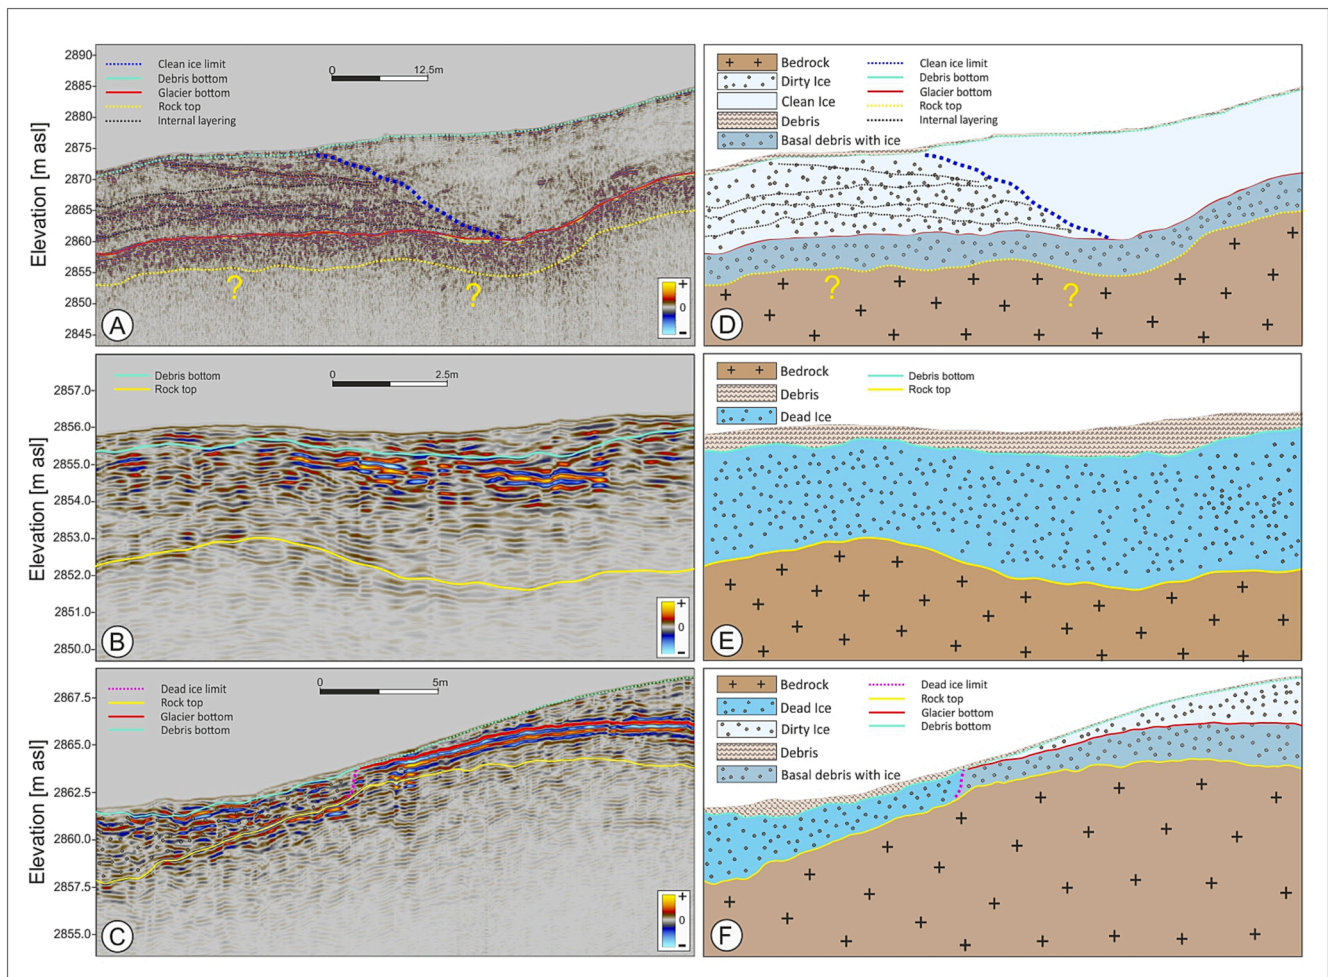 2890
2885
2880
2875
2870
2865
2860
2855
2850
2845
Elevation [m asl]
Clean ice limit
Debris bottom
Glacier bottom
Rock top
Internal layering
0 12.5m
? ?
+
0
-
A
Bedrock
Dirty Ice
Clean Ice
Debris
Basal debris with ice
Clean ice limit
Debris bottom
Glacier bottom
Rock top
Internal layering
? ?
D
2857.0
2856.0
2855.0
2854.0
2853.0
2852.0
2851.0
2850.0
Elevation [m asl]
Debris bottom
Rock top
0 2.5m
+
0
-
B
Bedrock
Debris
Dead Ice
Debris bottom
Rock top
E
2867.5
2865.0
2862.5
2860.0
2857.5
2855.0
Elevation [m asl]
Dead ice limit
Rock top
Glacier bottom
Debris bottom
0 5m
+
0
-
C
Bedrock
Dead Ice
Dirty Ice
Debris
Basal debris with ice
Dead ice limit
Rock top
Glacier bottom
Debris bottom
F